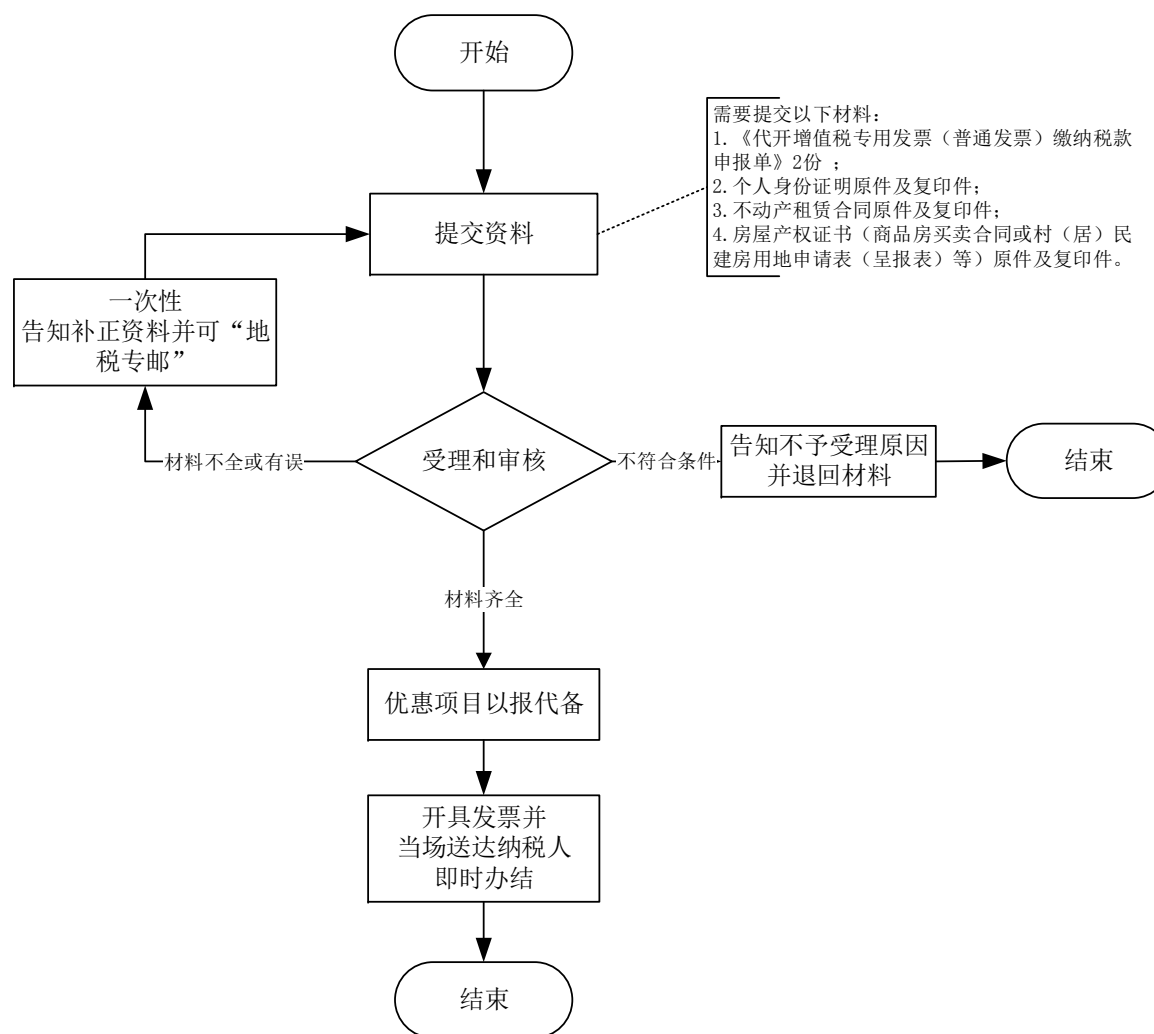 开始
需要提交以下材料：
1.《代开增值税专用发票（普通发票）缴纳税款
申报单》2份 ；
2.个人身份证明原件及复印件；
3.不动产租赁合同原件及复印件；
4.房屋产权证书（商品房买卖合同或村（居）民
建房用地申请表（呈报表）等）原件及复印件。
提交资料
一次性
告知补正资料并可“地
税专邮”
材料不全或有误
受理和审核
不符合条件
告知不予受理原因
并退回材料
结束
材料齐全
优惠项目以报代备
开具发票并
当场送达纳税人
即时办结
结束